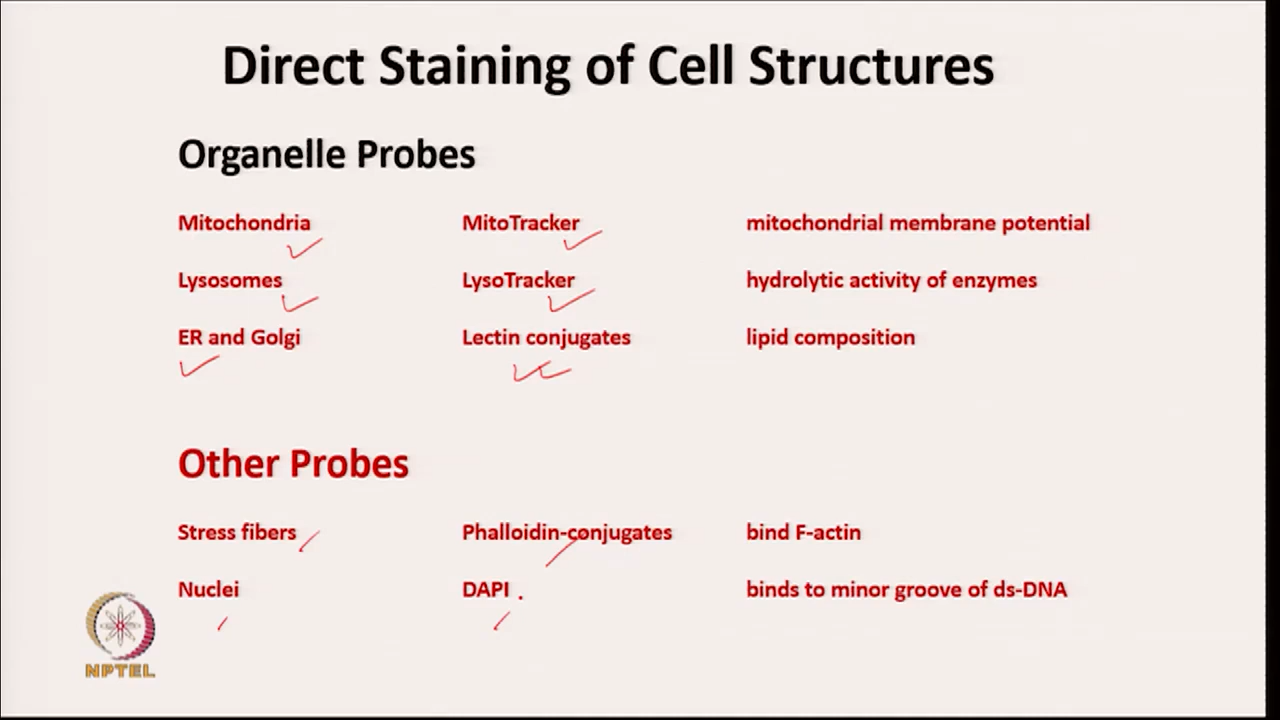 Direct Staining of Cell Structures
Organelle Probes
Mitochondria MitoTracker mitochondrial membrane potential
Lysosomes LysoTracker hydrolytic activity of enzymes
ER and Golgi Lectin conjugates lipid composition
Other Probes
Stress fibers Phalloidin-conjugates bind F-actin
Nuclei DAPI binds to minor groove of ds-DNA
NPTEL